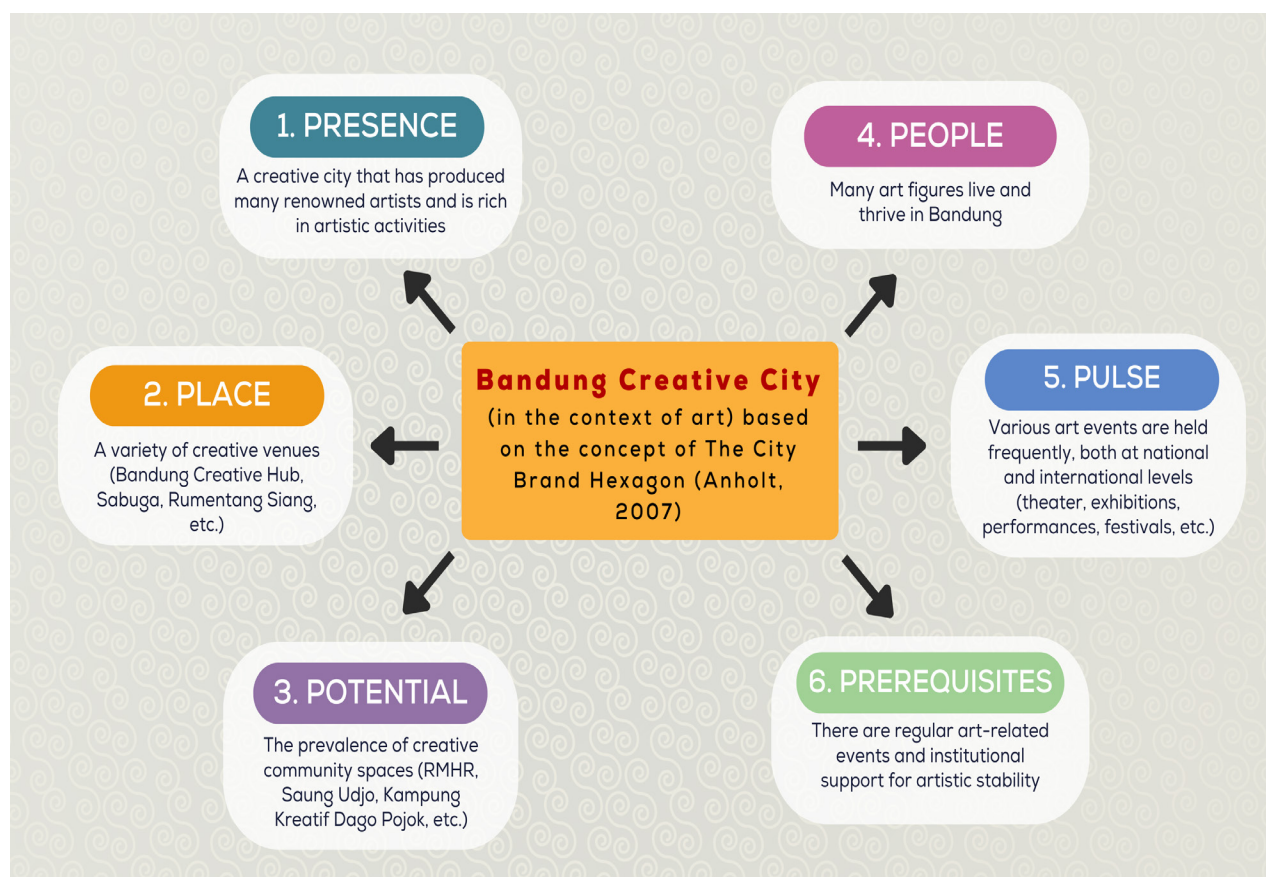 1. PRESENCE
A creative city that has produced
many renowned artists and is rich
in artistic activities
2. PLACE
A variety of creative venues
(Bandung Creative Hub,
Sabuga, Rumentang Siang,
etc.)
3. POTENTIAL
The prevalence of creative
community spaces (RMHR,
Saung Udjo, Kampung
Kreatif Dago Pojok, etc.)
Bandung Creative City
(in the context of art) based
on the concept of The City
Brand Hexagon (Anholt,
2007)
4. PEOPLE
Many art figures live and
thrive in Bandung
5. PULSE
Various art events are held
frequently, both at national
and international levels
(theater, exhibitions,
performances, festivals, etc.)
6. PREREQUISITES
There are regular art-related
events and institutional
support for artistic stability